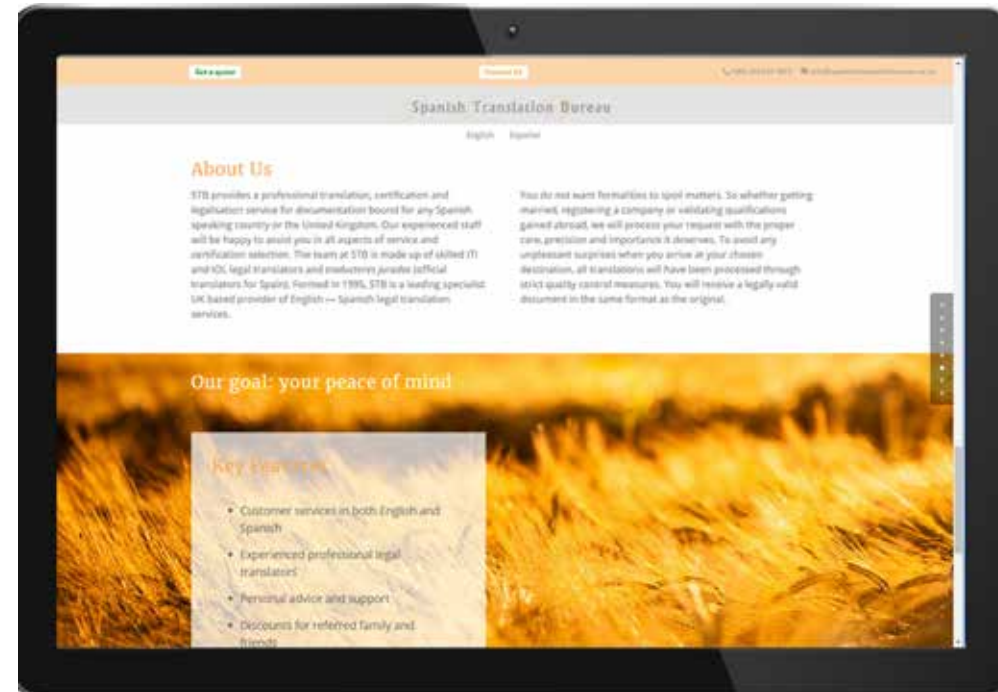 Get a quote
Contact Us
Spanish Translation Bureau
English Español
About Us
STB provides a professional translation, certification and
legalisation service for documentation bound for any Spanish
speaking country or the United Kingdom. Our experienced staff
will be happy to assist you in all aspects of service and
certification selection. The team at STB is made up of skilled ITI
and IOL legal translators and traductores jurados (official
translators for Spain). Formed in 1995, STB is a leading specialist
UK based provider of English — Spanish legal translation
services.
You do not want formalities to spoil matters. So whether getting
married, registering a company or validating qualifications
gained abroad, we will process your request with the proper
care, precision and importance it deserves. To avoid any
unpleasant surprises when you arrive at your chosen
destination, all translations will have been processed through
strict quality control measures. You will receive a legally valid
document in the same format as the original.
Our goal: your peace of mind
Key Features
Customer services in both English and
Spanish
Experienced professional legal
translators
Personal advice and support
Discounts for referred family and
friends